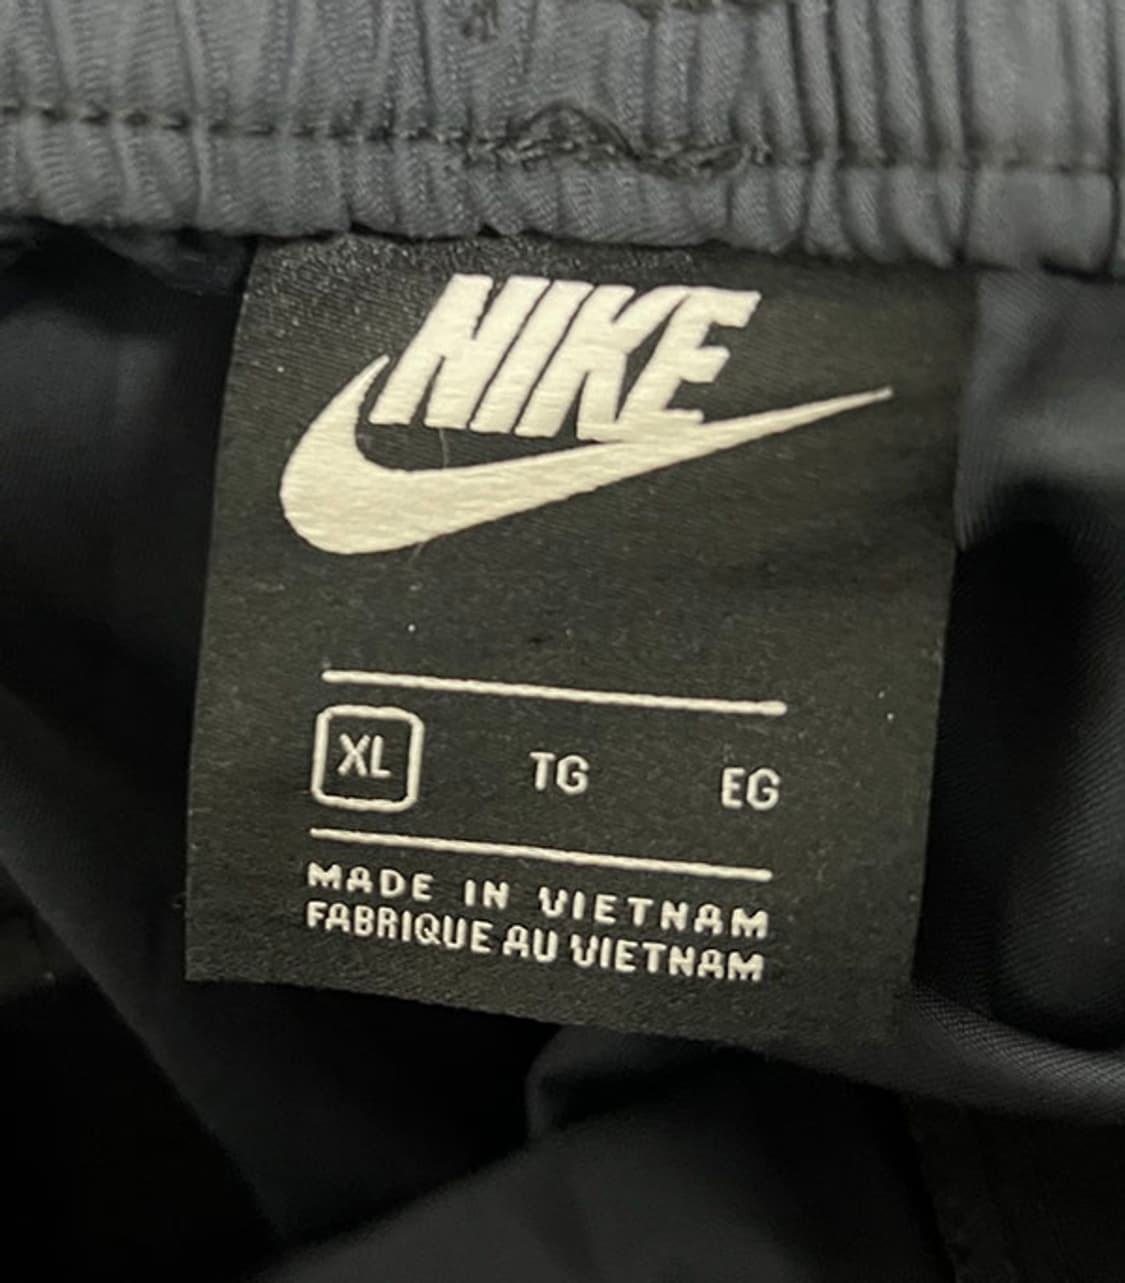 NIKE
XL TG EG
MADE IN VIETNAM
FABRIQUE AU VIETNAM